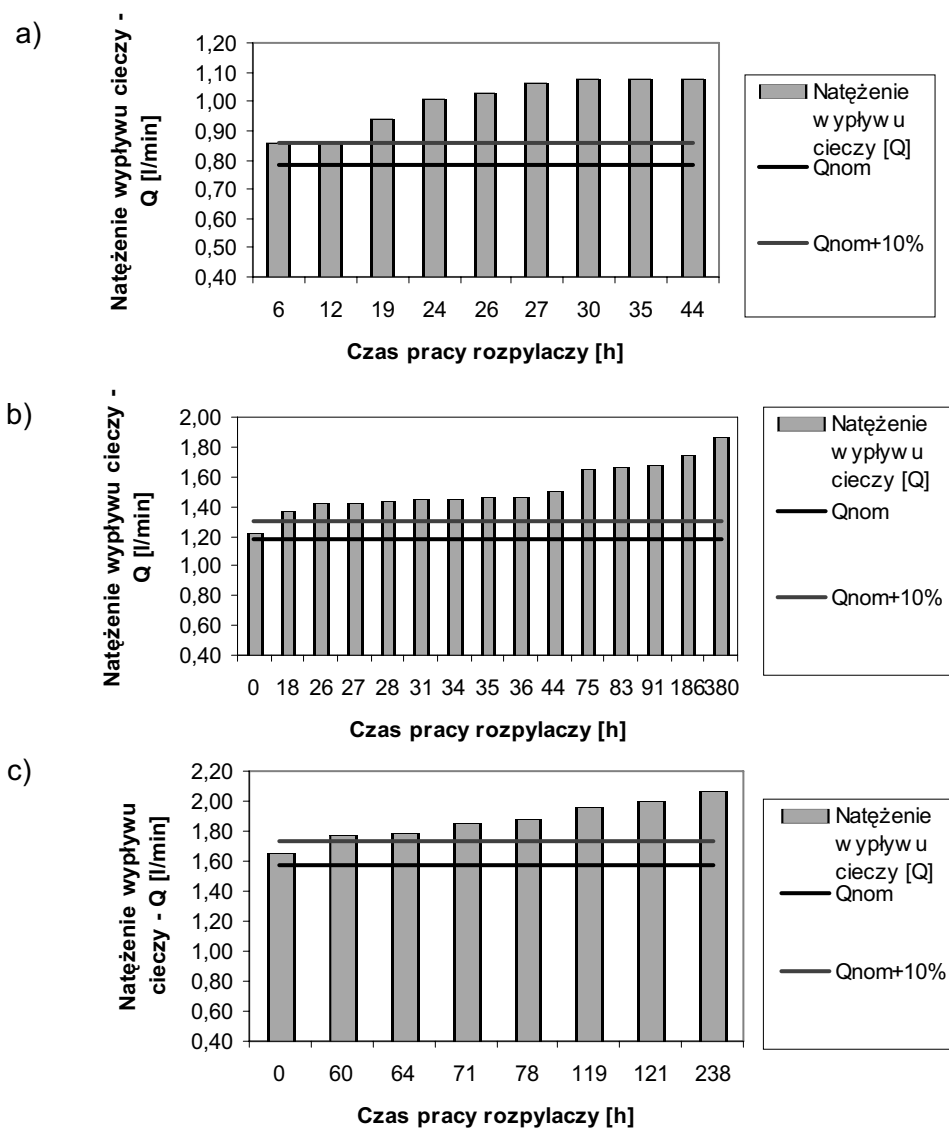 a)
Natężenie wypływu cieczy -
Q [l/min]
1,20
1,10
1,00
0,90
0,80
0,70
0,60
0,50
0,40
6 12 19 24 26 27 30 35 44
Czas pracy rozpylaczy [h]
Natężenie
wypływu
cieczy [Q]
Qnom
Qnom+10%
b)
Natężenie wypływu cieczy -
Q [l/min]
2,00
1,80
1,60
1,40
1,20
1,00
0,80
0,60
0,40
0 18 26 27 28 31 34 35 36 44 75 83 91 186 380
Czas pracy rozpylaczy [h]
Natężenie
wypływu
cieczy [Q]
Qnom
Qnom+10%
c)
Natężenie wypływu
cieczy - Q [l/min]
2,20
2,00
1,80
1,60
1,40
1,20
1,00
0,80
0,60
0,40
0 60 64 71 78 119 121 238
Czas pracy rozpylaczy [h]
Natężenie
wypływu
cieczy [Q]
Qnom
Qnom+10%